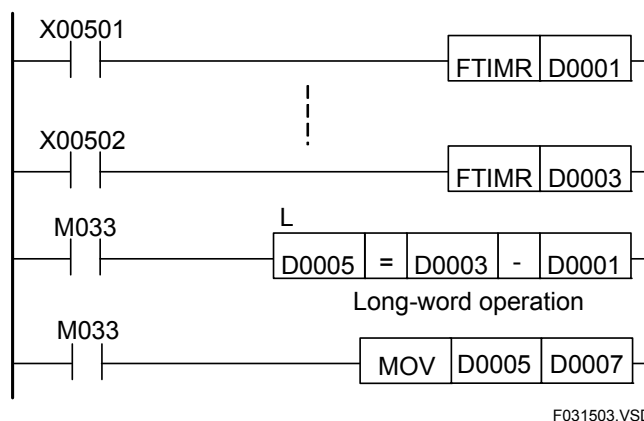 X00501
FTIMR D0001
X00502
FTIMR D0003
M033
L
D0005 = D0003 - D0001
Long-word operation
M033
MOV D0005 D0007
F031503.VSD